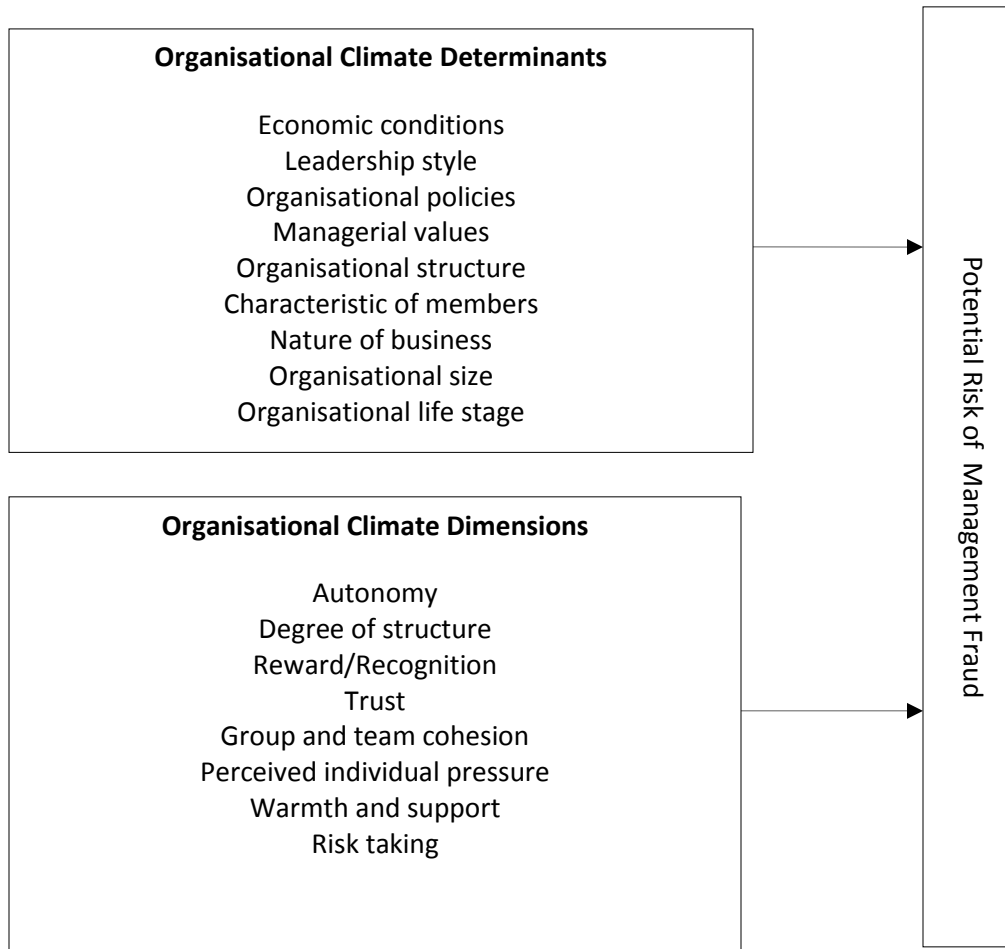 Organisational Climate Determinants
Economic conditions
Leadership style
Organisational policies
Managerial values
Organisational structure
Characteristic of members
Nature of business
Organisational size
Organisational life stage
Organisational Climate Dimensions
Autonomy
Degree of structure
Reward/Recognition
Trust
Group and team cohesion
Perceived individual pressure
Warmth and support
Risk taking
Potential Risk of Management Fraud